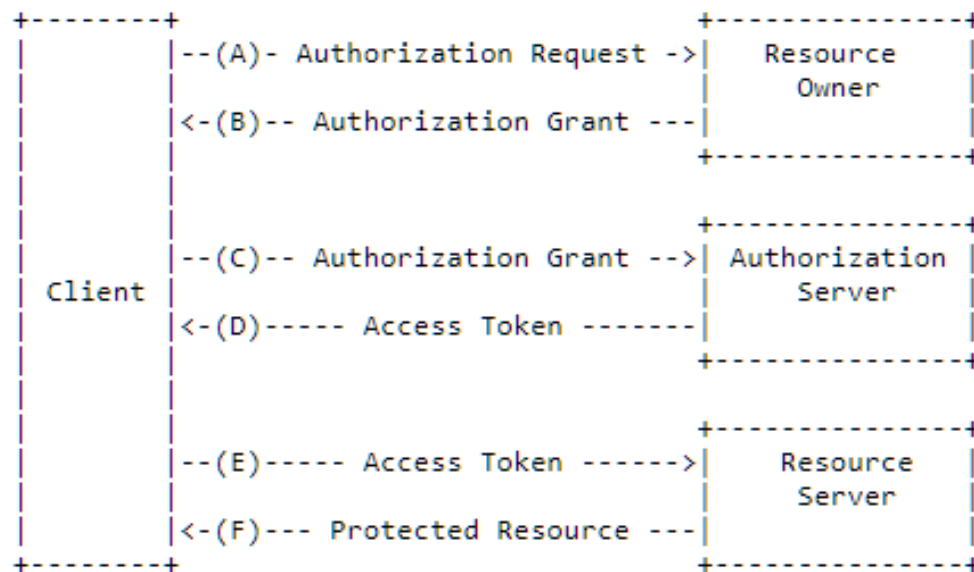 +--------+                               +---------------+
|        |--(A)- Authorization Request ->|   Resource    |
|        |                               |     Owner     |
|        |<-(B)-- Authorization Grant ---|               |
|        |                               +---------------+
|        |
|        |                               +---------------+
|        |--(C)-- Authorization Grant -->| Authorization |
| Client |                               |     Server    |
|        |<-(D)----- Access Token -------|               |
|        |                               +---------------+
|        |
|        |                               +---------------+
|        |--(E)----- Access Token ------>|    Resource   |
|        |                               |     Server    |
|        |<-(F)--- Protected Resource ---|               |
+--------+                               +---------------+